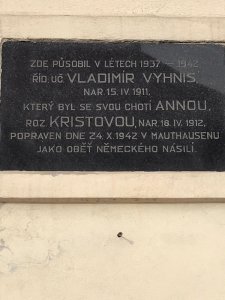 ZDE PŮSOBIL V LÉTECH 1937 – 1942
ŘÍD. UČ. VLADIMÍR VYHNIS,
NAR. 15. IV. 1911,
KTERÝ BYL SE SVOU CHOTÍ ANNOU,
ROZ. KRISTOVOU, NAR. 18. IV. 1912,
POPRAVEN DNE 24. X. 1942 V MAUTHAUSENU
JAKO OBĚŤ NĚMECKÉHO NÁSILÍ.